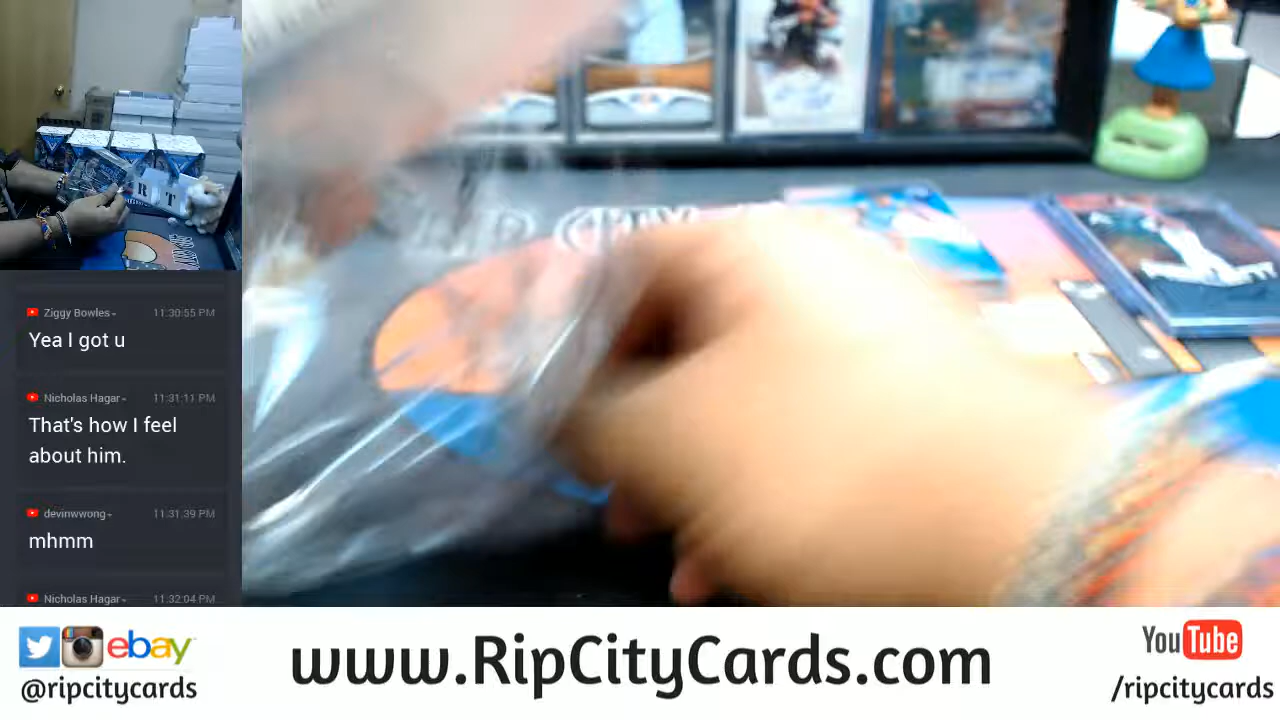 Ziggy Bowles 11:30:55 PM
Yea I got u
Nicholas Hagar 11:31:11 PM
That's how I feel
about him.
devinwwong 11:31:39 PM
mhmm
Nicholas Hagar 11:32:04 PM
R
T
RIP CITY
ebay
@ripcitycards
www.RipCityCards.com
YouTube
/ripcitycards